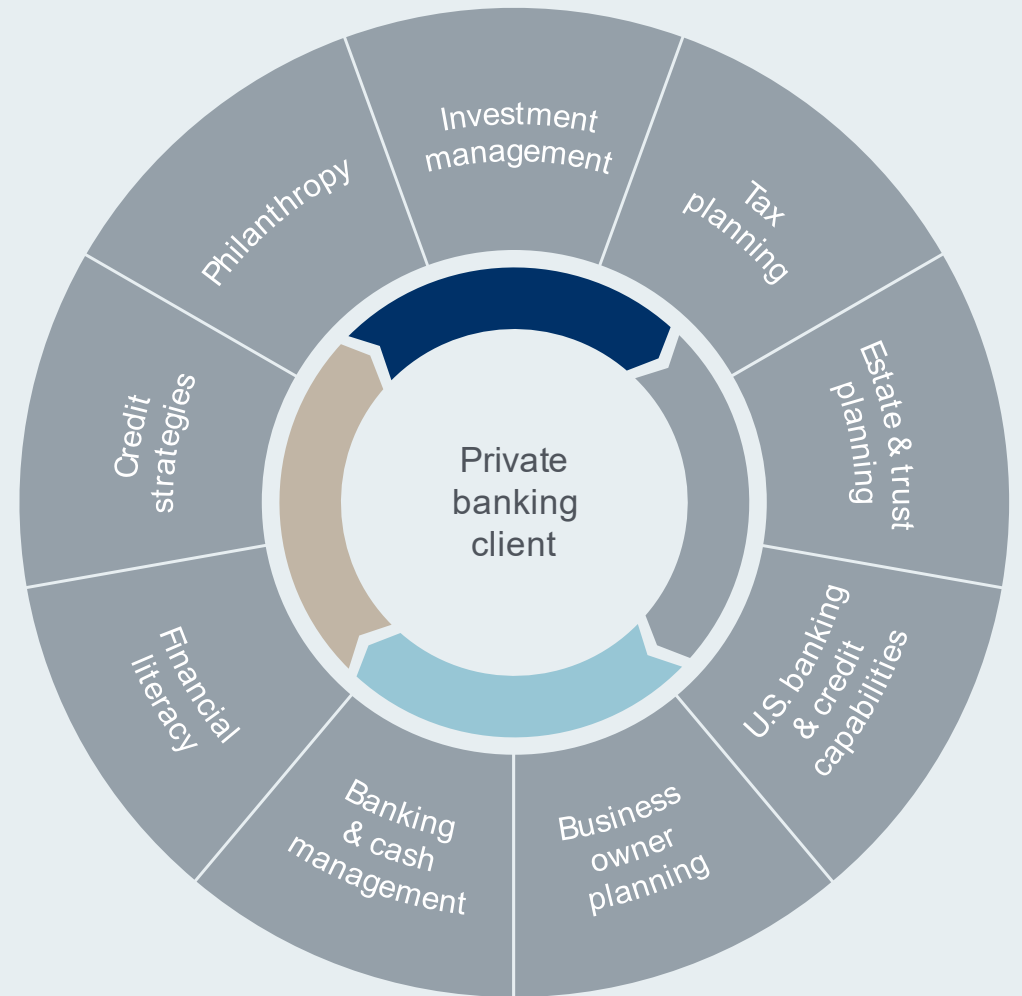 Investment
management
Tax
planning
Estate & trust
planning
U.S. banking
& credit
capabilities
Business
owner
planning
Banking
& cash
management
Financial
literacy
Credit
strategies
Philanthropy
Private
banking
client